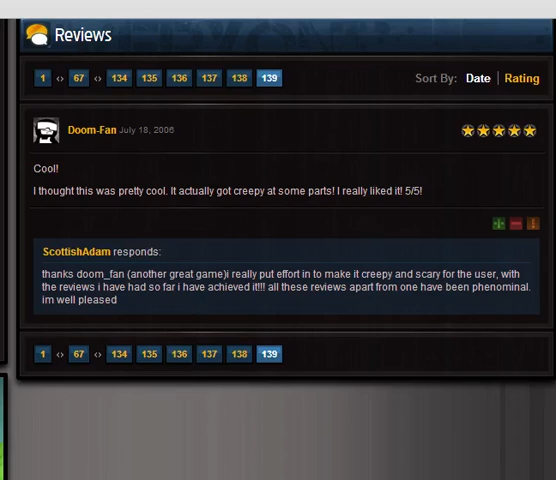 Reviews
1 <> 67 <> 134 135 136 137 138 139 Sort By: Date | Rating
Doom-Fan July 18, 2006
Cool!
I thought this was pretty cool. It actually got creepy at some parts! I really liked it! 5/5!
ScottishAdam responds:
thanks doom_fan (another great game)i really put effort in to make it creepy and scary for the user, with
the reviews i have had so far i have achieved it!!! all these reviews apart from one have been phenominal.
im well pleased
1 <> 67 <> 134 135 136 137 138 139